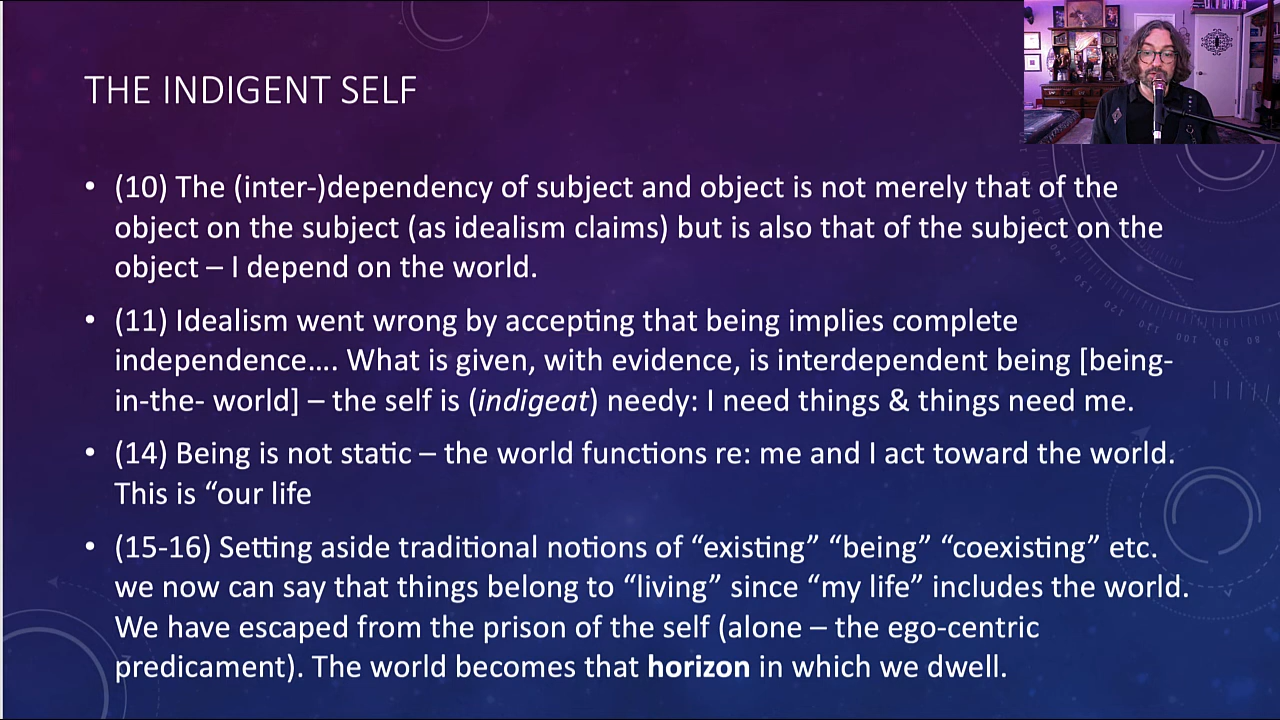 THE INDIGENT SELF
• (10) The (inter-)dependency of subject and object is not merely that of the
object on the subject (as idealism claims) but is also that of the subject on the
object – I depend on the world.
• (11) Idealism went wrong by accepting that being implies complete
independence…. What is given, with evidence, is interdependent being [being-
in-the- world] – the self is (indigeat) needy: I need things & things need me.
• (14) Being is not static – the world functions re: me and I act toward the world.
This is “our life
• (15-16) Setting aside traditional notions of “existing” “being” “coexisting” etc.
we now can say that things belong to “living” since “my life” includes the world.
We have escaped from the prison of the self (alone – the ego-centric
predicament). The world becomes that horizon in which we dwell.